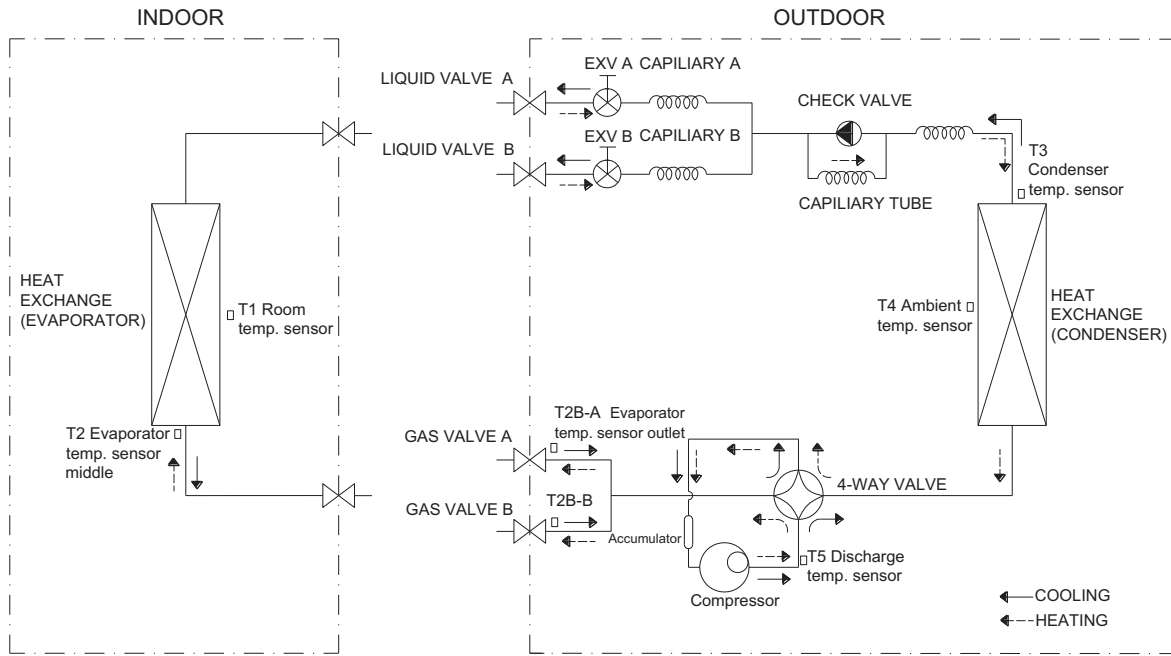 INDOOR
OUTDOOR
LIQUID VALVE A
EXV A CAPILIARY A
CHECK VALVE
LIQUID VALVE B
EXV B CAPILIARY B
T3
Condenser
temp. sensor
CAPILIARY TUBE
HEAT
EXCHANGE
(EVAPORATOR)
T1 Room
temp. sensor
T4 Ambient
temp. sensor
HEAT
EXCHANGE
(CONDENSER)
T2 Evaporator
temp. sensor
middle
GAS VALVE A
T2B-A Evaporator
temp. sensor outlet
4-WAY VALVE
GAS VALVE B
T2B-B
Accumulator
T5 Discharge
temp. sensor
Compressor
COOLING
HEATING